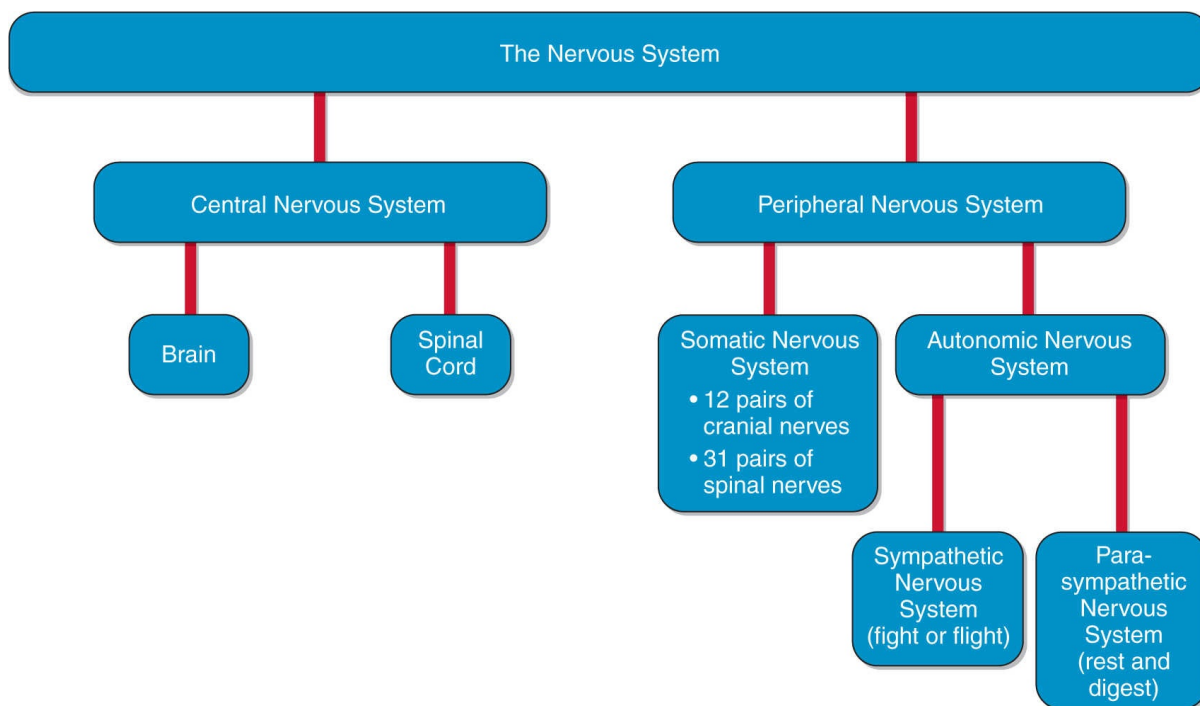 The Nervous System
Central Nervous System
Peripheral Nervous System
Brain
Spinal
Cord
Somatic Nervous
System
• 12 pairs of
cranial nerves
• 31 pairs of
spinal nerves
Autonomic Nervous
System
Sympathetic
Nervous
System
(fight or flight)
Para-
sympathetic
Nervous
System
(rest and
digest)